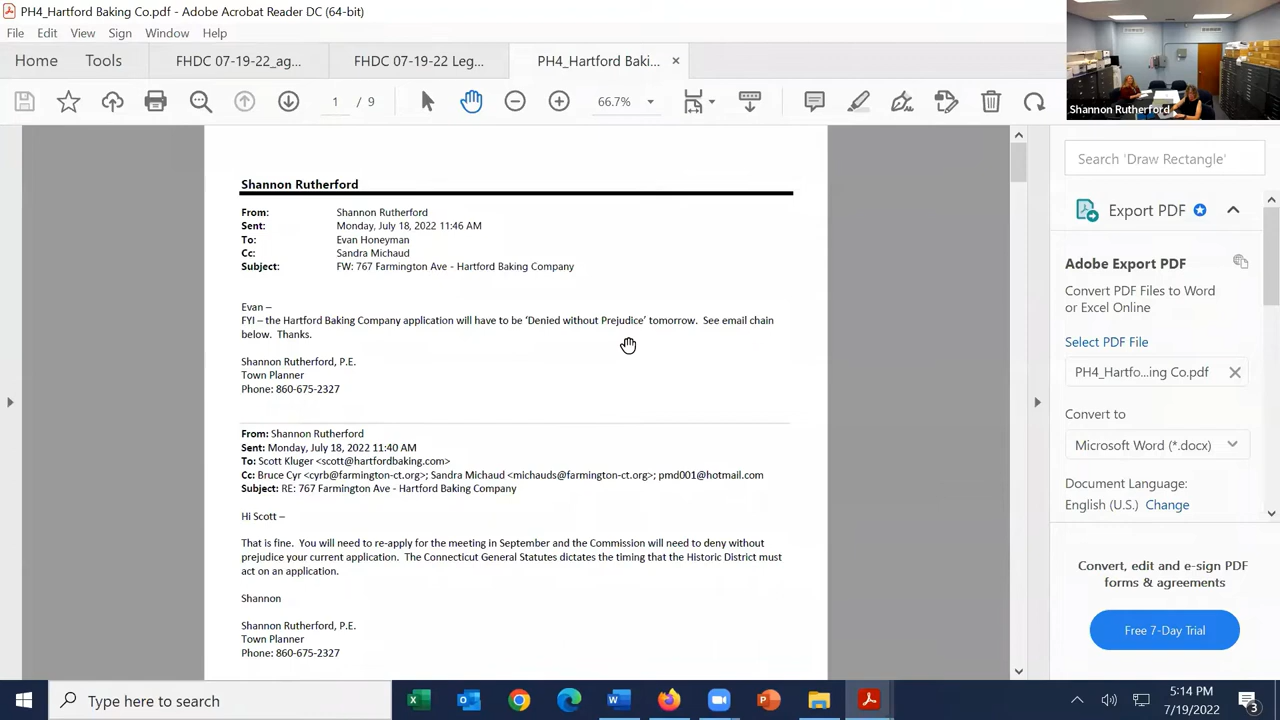 PH4_Hartford Baking Co.pdf - Adobe Acrobat Reader DC (64-bit)
File Edit View Sign Window Help
Home Tools FHDC 07-19-22_ag... FHDC 07-19-22 Leg... PH4_Hartford Baki... ×
1 / 9 66.7%
Shannon Rutherford
Shannon Rutherford
From: Shannon Rutherford
Sent: Monday, July 18, 2022 11:46 AM
To: Evan Honeyman
Cc: Sandra Michaud
Subject: FW: 767 Farmington Ave - Hartford Baking Company
Evan –
FYI – the Hartford Baking Company application will have to be ‘Denied without Prejudice’ tomorrow. See email chain
below. Thanks.
Shannon Rutherford, P.E.
Town Planner
Phone: 860-675-2327
From: Shannon Rutherford
Sent: Monday, July 18, 2022 11:40 AM
To: Scott Kluger <scott@hartfordbaking.com>
Cc: Bruce Cyr <cyrb@farmington-ct.org>; Sandra Michaud <michauds@farmington-ct.org>; pmd001@hotmail.com
Subject: RE: 767 Farmington Ave - Hartford Baking Company
Hi Scott –
That is fine. You will need to re-apply for the meeting in September and the Commission will need to deny without
prejudice your current application. The Connecticut General Statutes dictates the timing that the Historic District must
act on an application.
Shannon
Shannon Rutherford, P.E.
Town Planner
Phone: 860-675-2327
Search 'Draw Rectangle'
Export PDF
Adobe Export PDF
Convert PDF Files to Word
or Excel Online
Select PDF File
PH4_Hartfo...ing Co.pdf
Convert to
Microsoft Word (*.docx)
Document Language:
English (U.S.) Change
Convert, edit and e-sign PDF
forms & agreements
Free 7-Day Trial
Type here to search
5:14 PM
7/19/2022
3